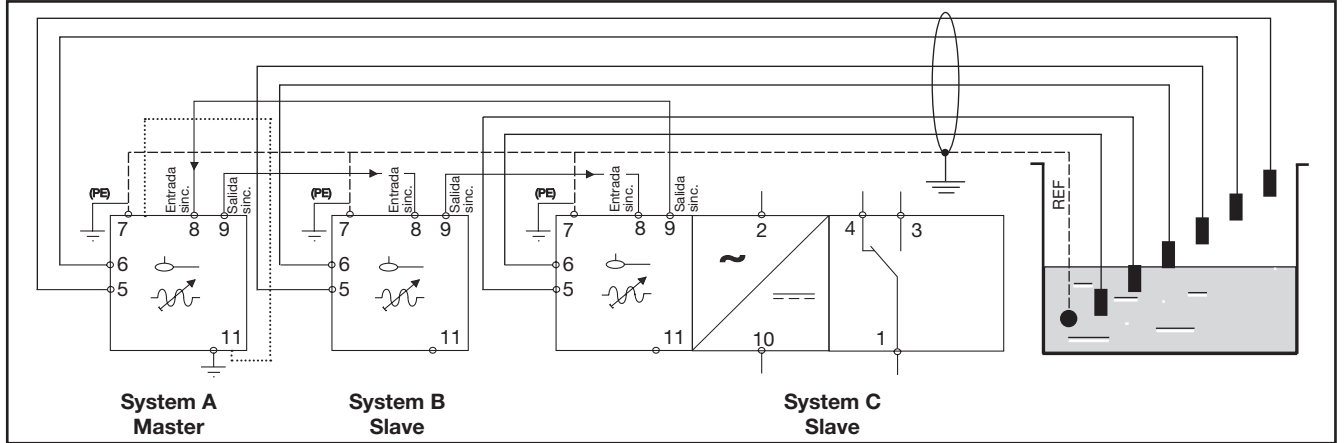 REF
(PE)
Entrada
sinc.
Salida
sinc.
7
8
9
6
5
11
(PE)
Entrada
sinc.
Salida
sinc.
7
8
9
6
5
11
(PE)
Entrada
sinc.
Salida
sinc.
7
8
9
6
5
11
2
~
10
4
3
1
System A
Master
System B
Slave
System C
Slave